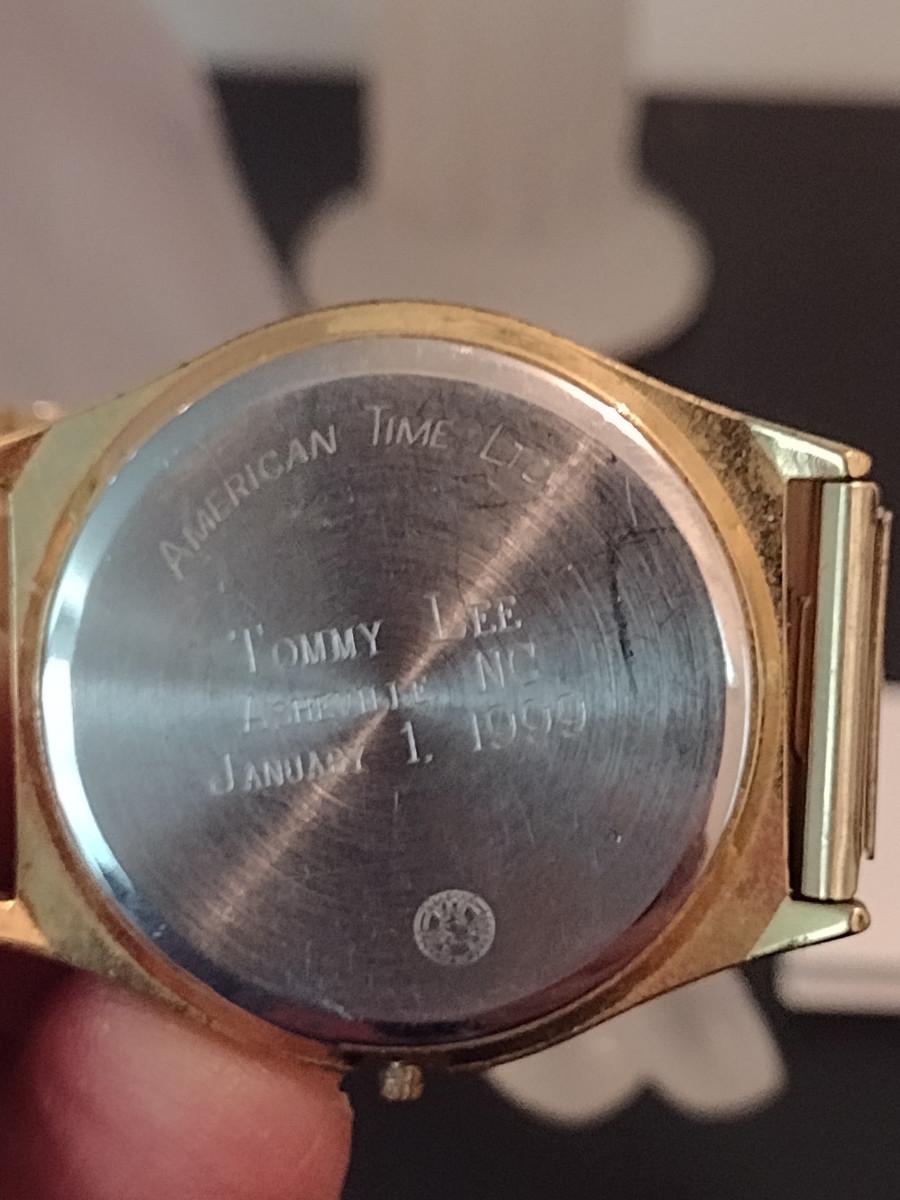 American Time Ltd
Tommy Lee
Asheville, NC
January 1, 1999